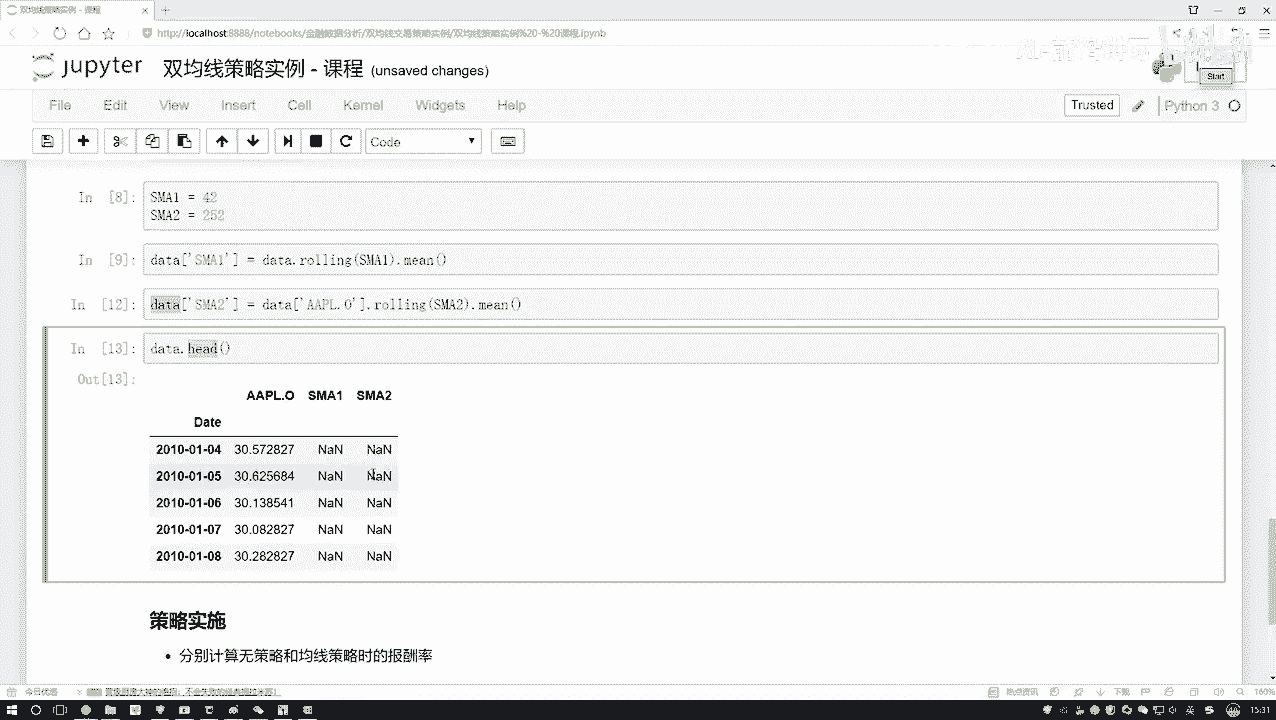 双均线策略实例 - 课程
http://localhost:8888/notebooks/金融数据分析/双均线交易策略实例/双均线策略实例%20-%20课程.ipynb
jupyter 双均线策略实例 - 课程 (unsaved changes)
Start
File Edit View Insert Cell Kernel Widgets Help
Trusted Python 3
Code
In [8]: SMA1 = 42
SMA2 = 252
In [9]: data['SMA1'] = data.rolling(SMA1).mean()
In [12]: data['SMA2'] = data['AAPL.O'].rolling(SMA2).mean()
In [13]: data.head()
Out[13]:
AAPL.O SMA1 SMA2
Date
2010-01-04 30.572827 NaN NaN
2010-01-05 30.625684 NaN NaN
2010-01-06 30.138541 NaN NaN
2010-01-07 30.082827 NaN NaN
2010-01-08 30.282827 NaN NaN
策略实施
• 分别计算无策略和均线策略时的报酬率
热点资讯 下载 160%
15:31